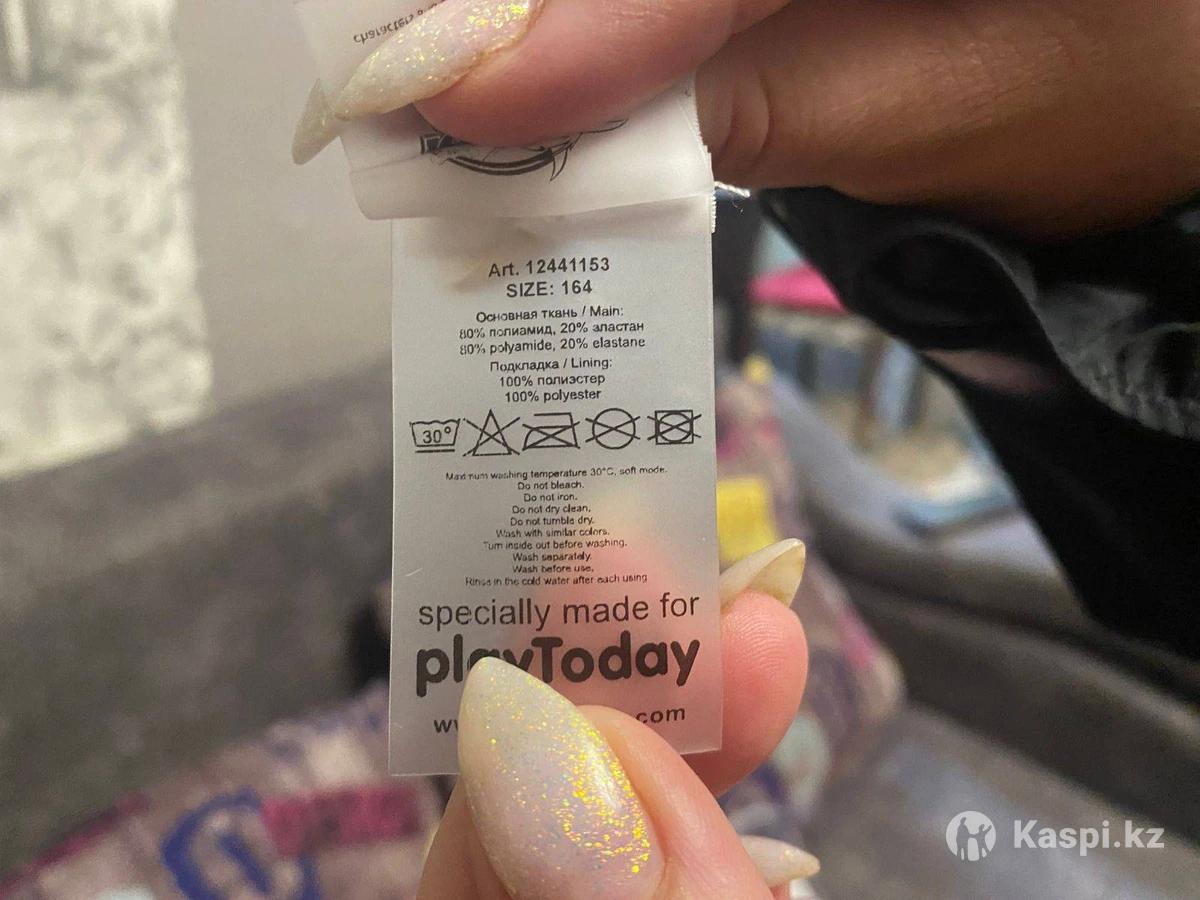 Art. 12441153
SIZE: 164
Основная ткань / Main:
80% полиамид, 20% эластан
80% polyamide, 20% elastane
Подкладка / Lining:
100% полиэстер
100% polyester
30°
Maximum washing temperature 30°C, soft mode.
Do not bleach.
Do not iron.
Do not dry clean.
Do not tumble dry.
Wash with similar colors.
Turn inside out before washing.
Wash separately.
Wash before use.
Rinse in the cold water after each using
specially made for
playToday
.com
Kaspi.kz